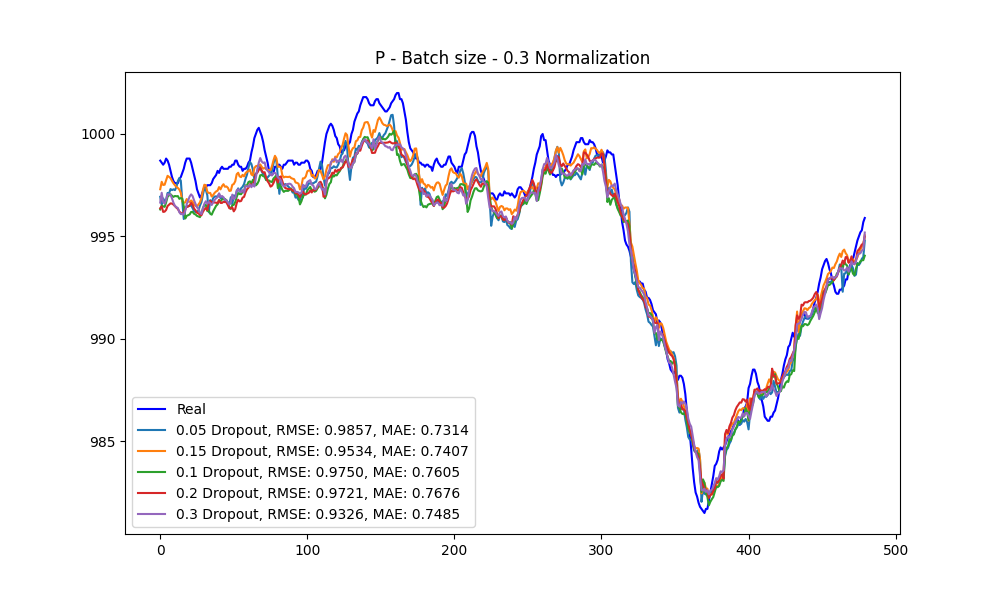 P - Batch size - 0.3 Normalization
1000
995
990
985
Real
0.05 Dropout, RMSE: 0.9857, MAE: 0.7314
0.15 Dropout, RMSE: 0.9534, MAE: 0.7407
0.1 Dropout, RMSE: 0.9750, MAE: 0.7605
0.2 Dropout, RMSE: 0.9721, MAE: 0.7676
0.3 Dropout, RMSE: 0.9326, MAE: 0.7485
0 100 200 300 400 500